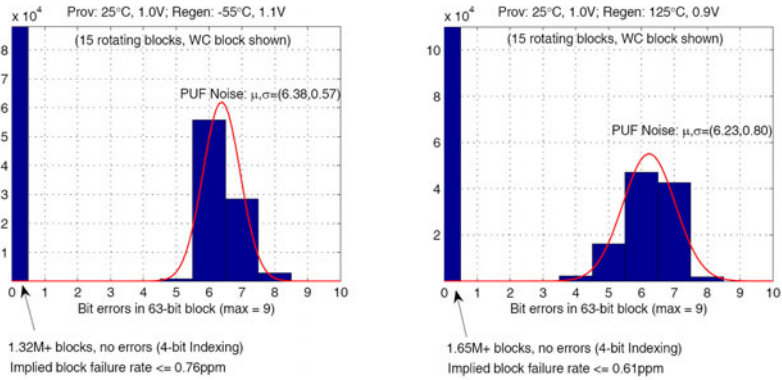 Prov: 25°C, 1.0V; Regen: -55°C, 1.1V
x 10⁴
(15 rotating blocks, WC block shown)
PUF Noise: μ,σ=(6.38,0.57)
8
7
6
5
4
3
2
1
0 1 2 3 4 5 6 7 8 9 10
Bit errors in 63-bit block (max = 9)
1.32M+ blocks, no errors (4-bit Indexing)
Implied block failure rate <= 0.76ppm
Prov: 25°C, 1.0V; Regen: 125°C, 0.9V
x 10⁴
(15 rotating blocks, WC block shown)
PUF Noise: μ,σ=(6.23,0.80)
10
8
6
4
2
0 1 2 3 4 5 6 7 8 9 10
Bit errors in 63-bit block (max = 9)
1.65M+ blocks, no errors (4-bit Indexing)
Implied block failure rate <= 0.61ppm